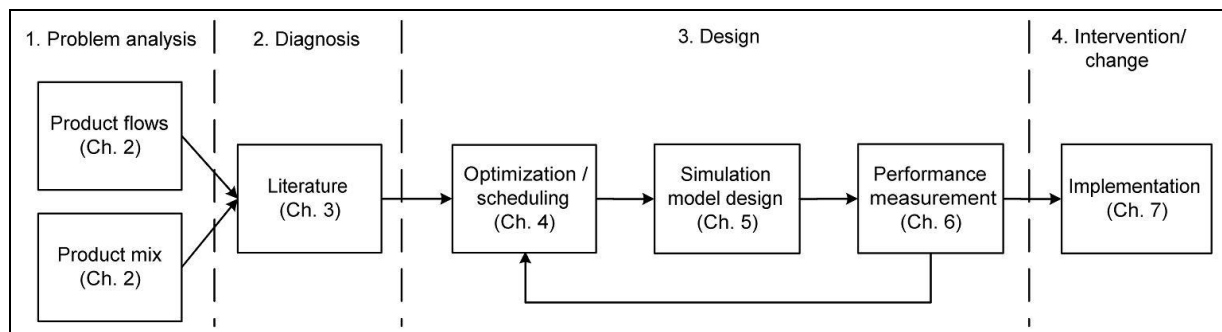 1. Problem analysis
2. Diagnosis
3. Design
4. Intervention/
change
Product flows
(Ch. 2)
Product mix
(Ch. 2)
Literature
(Ch. 3)
Optimization /
scheduling
(Ch. 4)
Simulation
model design
(Ch. 5)
Performance
measurement
(Ch. 6)
Implementation
(Ch. 7)